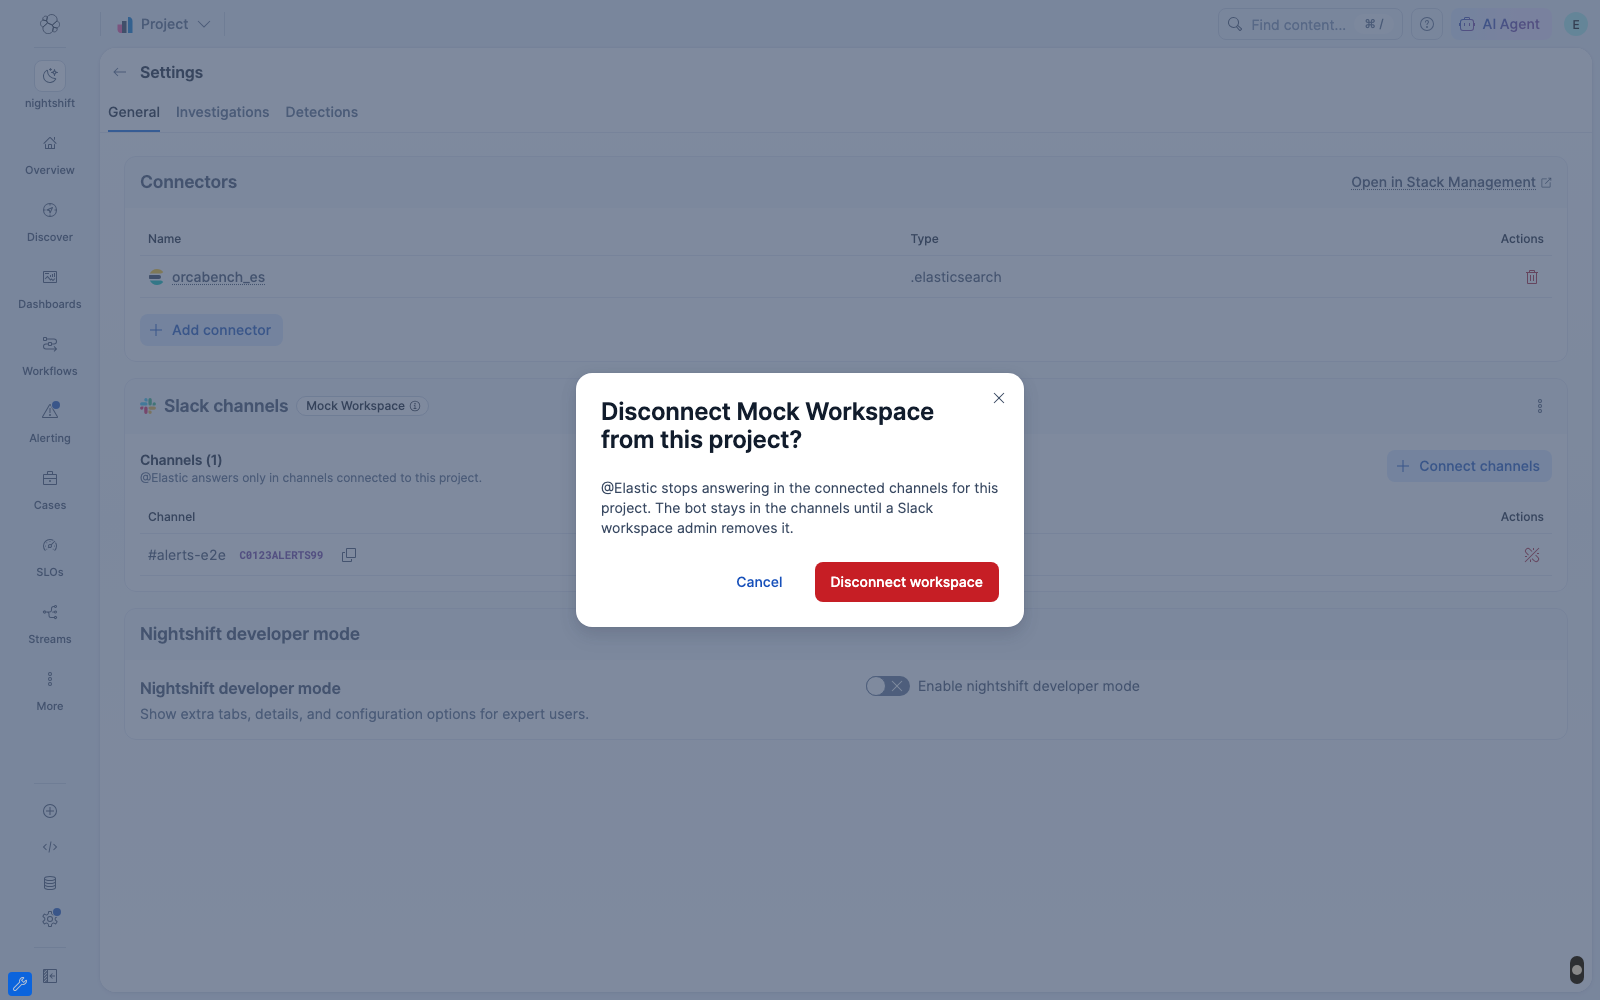 Project
Find content...
⌘ /
AI Agent
E
nightshift
Overview
Discover
Dashboards
Workflows
Alerting
Cases
SLOs
Streams
More
Settings
General
Investigations
Detections
Connectors
Open in Stack Management
Name
Type
Actions
orcabench_es
.elasticsearch
Add connector
Slack channels
Mock Workspace
Channels (1)
@Elastic answers only in channels connected to this project.
Connect channels
Channel
Actions
#alerts-e2e
C0123ALERTS99
Nightshift developer mode
Nightshift developer mode
Show extra tabs, details, and configuration options for expert users.
Enable nightshift developer mode
Disconnect Mock Workspace
from this project?
@Elastic stops answering in the connected channels for this
project. The bot stays in the channels until a Slack
workspace admin removes it.
Cancel
Disconnect workspace